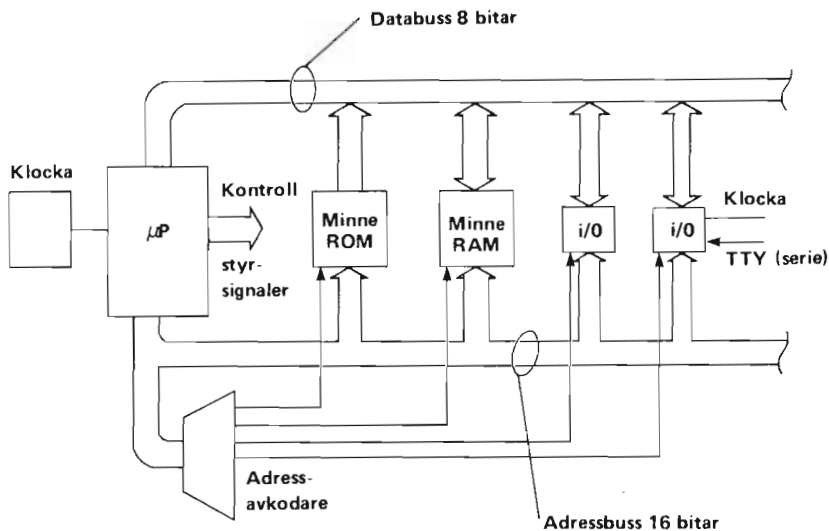 Databuss 8 bitar
Klocka
μP
Kontroll
styr-
signaler
Minne
ROM
Minne
RAM
i/0
i/0
Klocka
TTY (serie)
Adress-
avkodare
Adressbuss 16 bitar